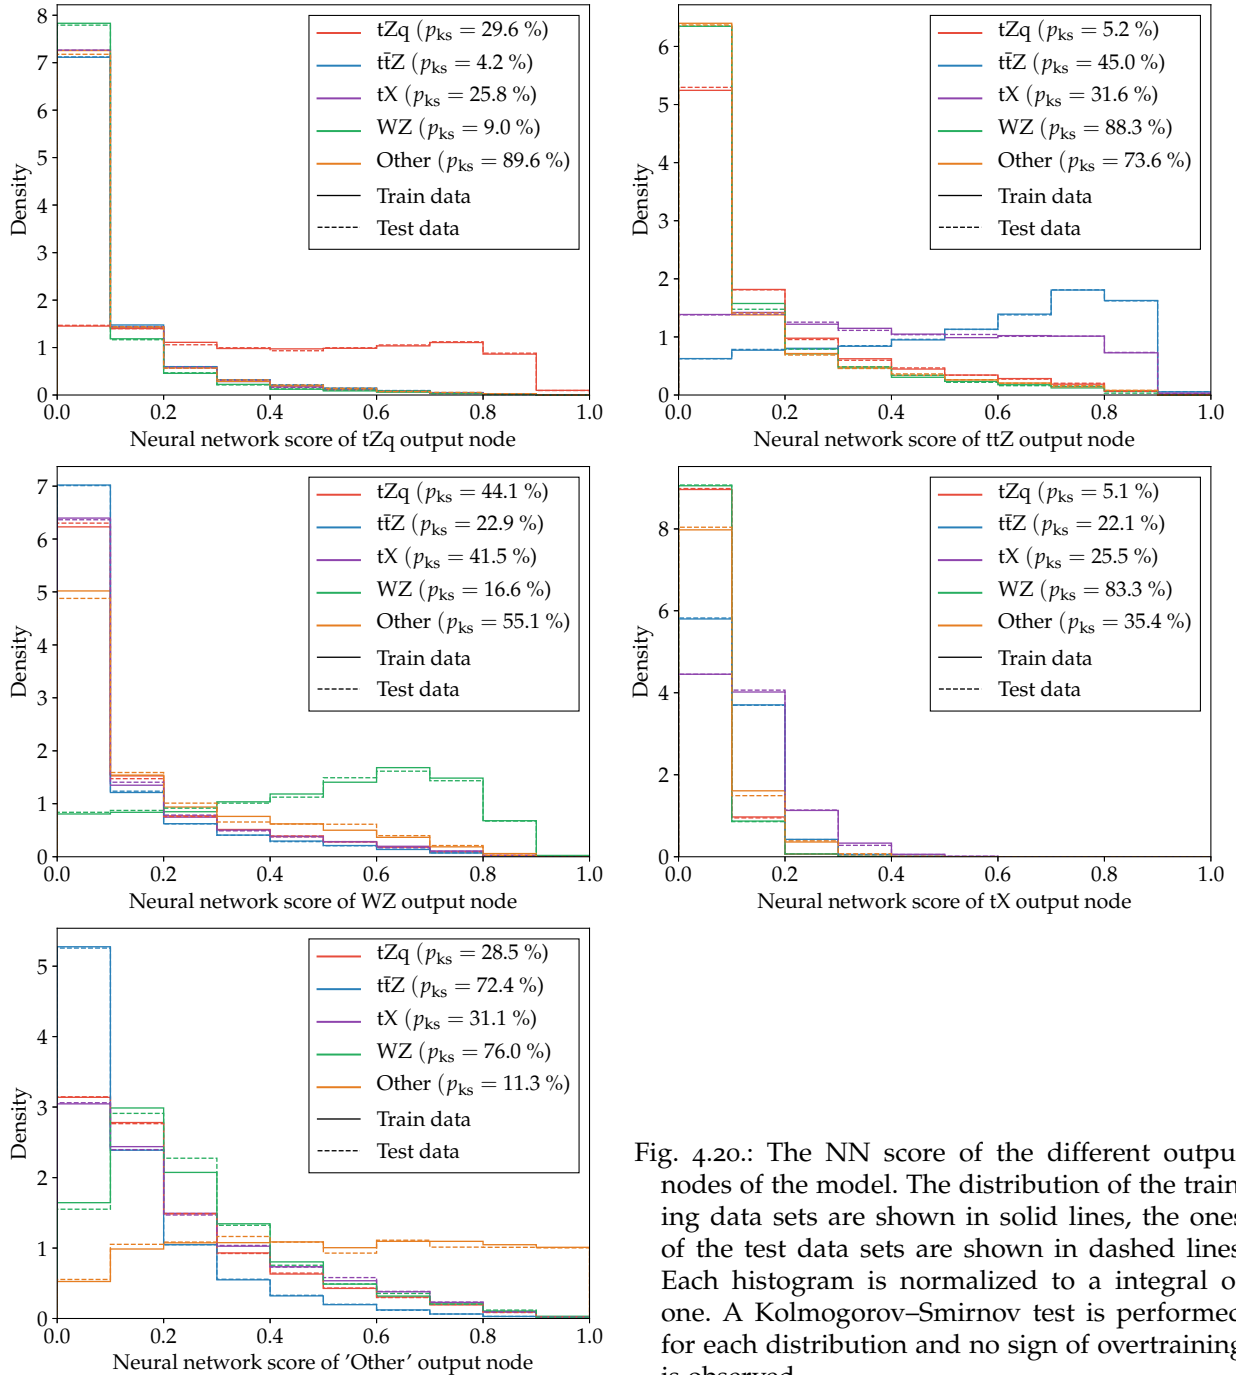 8
7
6
5
4
3
2
1
0
Density
tZq (pks = 29.6 %)
tt̄Z (pks = 4.2 %)
tX (pks = 25.8 %)
WZ (pks = 9.0 %)
Other (pks = 89.6 %)
Train data
Test data
0.0 0.2 0.4 0.6 0.8 1.0
Neural network score of tZq output node
6
5
4
3
2
1
0
Density
tZq (pks = 5.2 %)
tt̄Z (pks = 45.0 %)
tX (pks = 31.6 %)
WZ (pks = 88.3 %)
Other (pks = 73.6 %)
Train data
Test data
0.0 0.2 0.4 0.6 0.8 1.0
Neural network score of ttZ output node
7
6
5
4
3
2
1
0
Density
tZq (pks = 44.1 %)
tt̄Z (pks = 22.9 %)
tX (pks = 41.5 %)
WZ (pks = 16.6 %)
Other (pks = 55.1 %)
Train data
Test data
0.0 0.2 0.4 0.6 0.8 1.0
Neural network score of WZ output node
8
6
4
2
0
Density
tZq (pks = 5.1 %)
tt̄Z (pks = 22.1 %)
tX (pks = 25.5 %)
WZ (pks = 83.3 %)
Other (pks = 35.4 %)
Train data
Test data
0.0 0.2 0.4 0.6 0.8 1.0
Neural network score of tX output node
5
4
3
2
1
0
Density
tZq (pks = 28.5 %)
tt̄Z (pks = 72.4 %)
tX (pks = 31.1 %)
WZ (pks = 76.0 %)
Other (pks = 11.3 %)
Train data
Test data
0.0 0.2 0.4 0.6 0.8 1.0
Neural network score of ’Other’ output node
Fig. 4.20.: The NN score of the different outpu
nodes of the model. The distribution of the train
ing data sets are shown in solid lines, the ones
of the test data sets are shown in dashed lines
Each histogram is normalized to a integral o
one. A Kolmogorov–Smirnov test is performed
for each distribution and no sign of overtraining
is observed